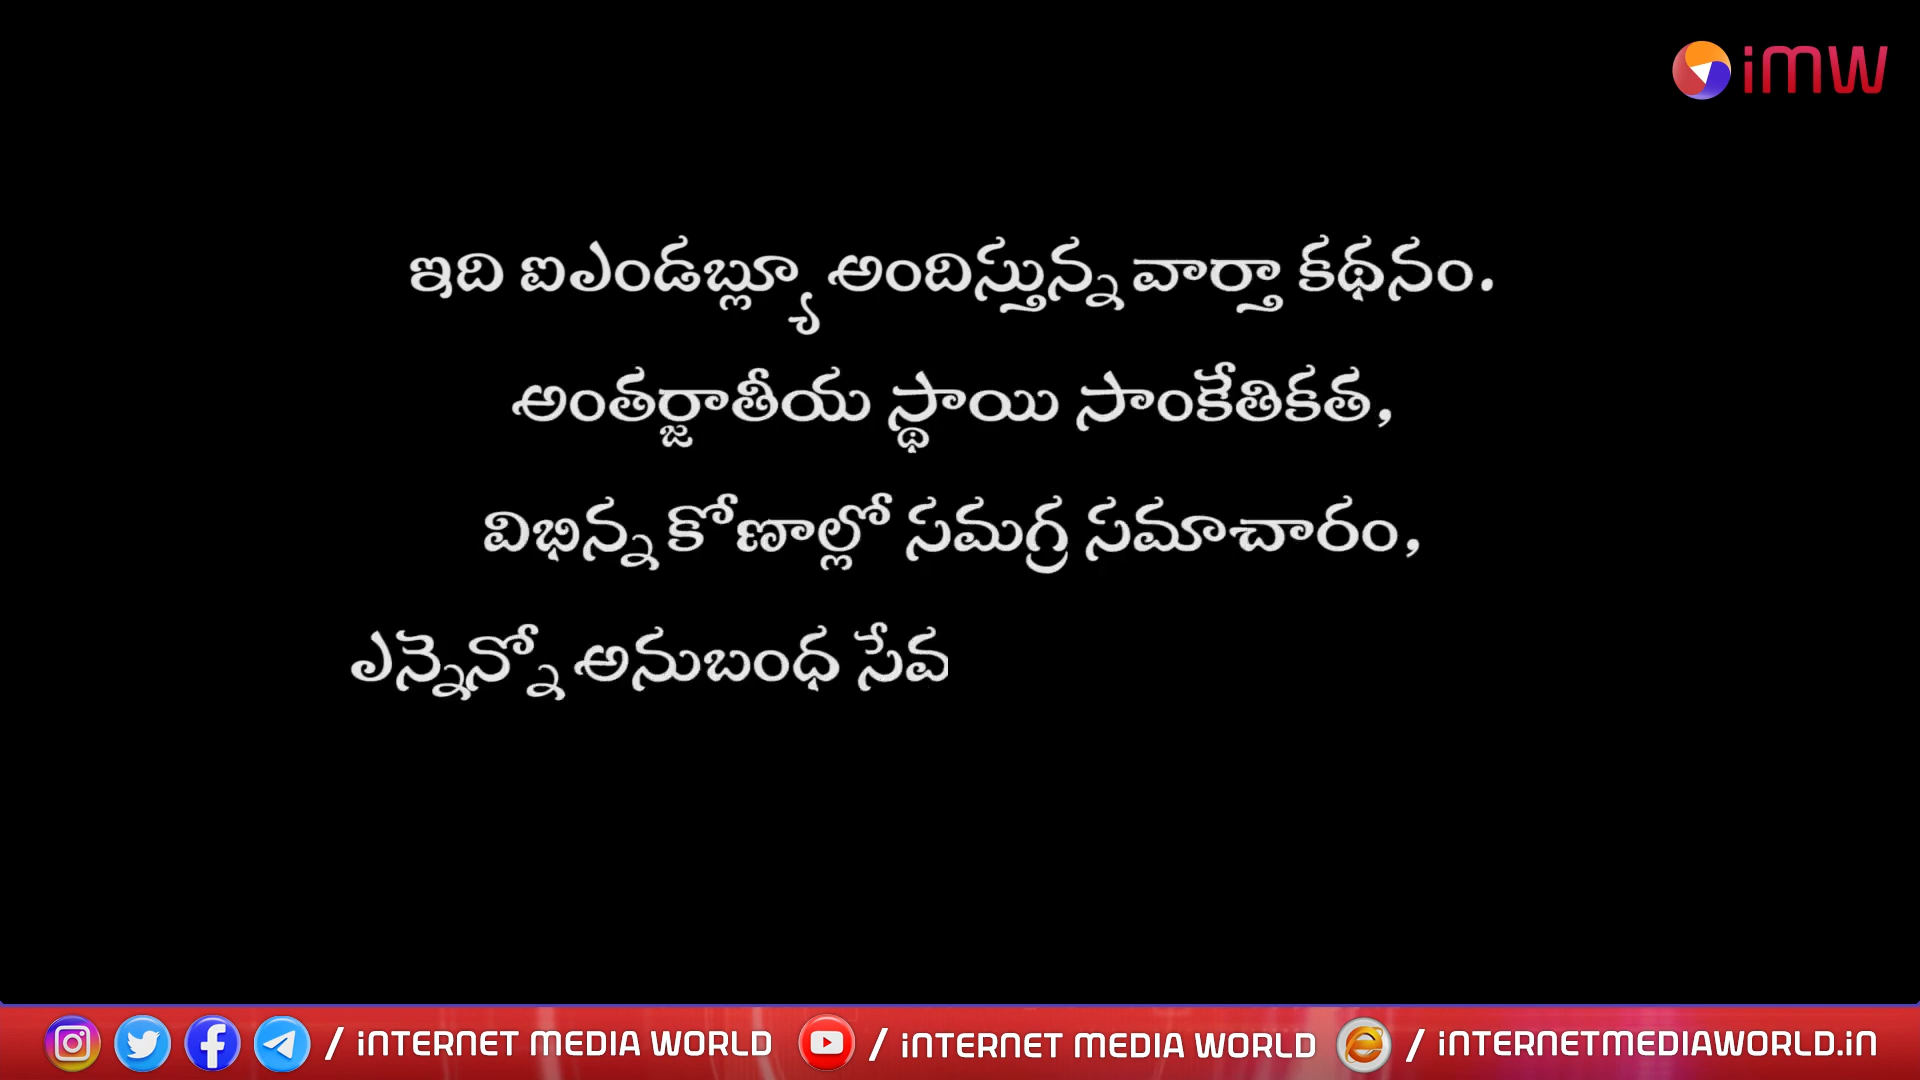 iMW
ఇది ఐఎండబ్ల్యూ అందిస్తున్న వార్తా కథనం.
అంతర్జాతీయ స్థాయి సాంకేతికత,
విభిన్న కోణాల్లో సమగ్ర సమాచారం,
ఎన్నెన్నో అనుబంధ సేవ
/ iNTERNET MEDIA WORLD / iNTERNET MEDIA WORLD / iNTERNETMEDIAWORLD.iN